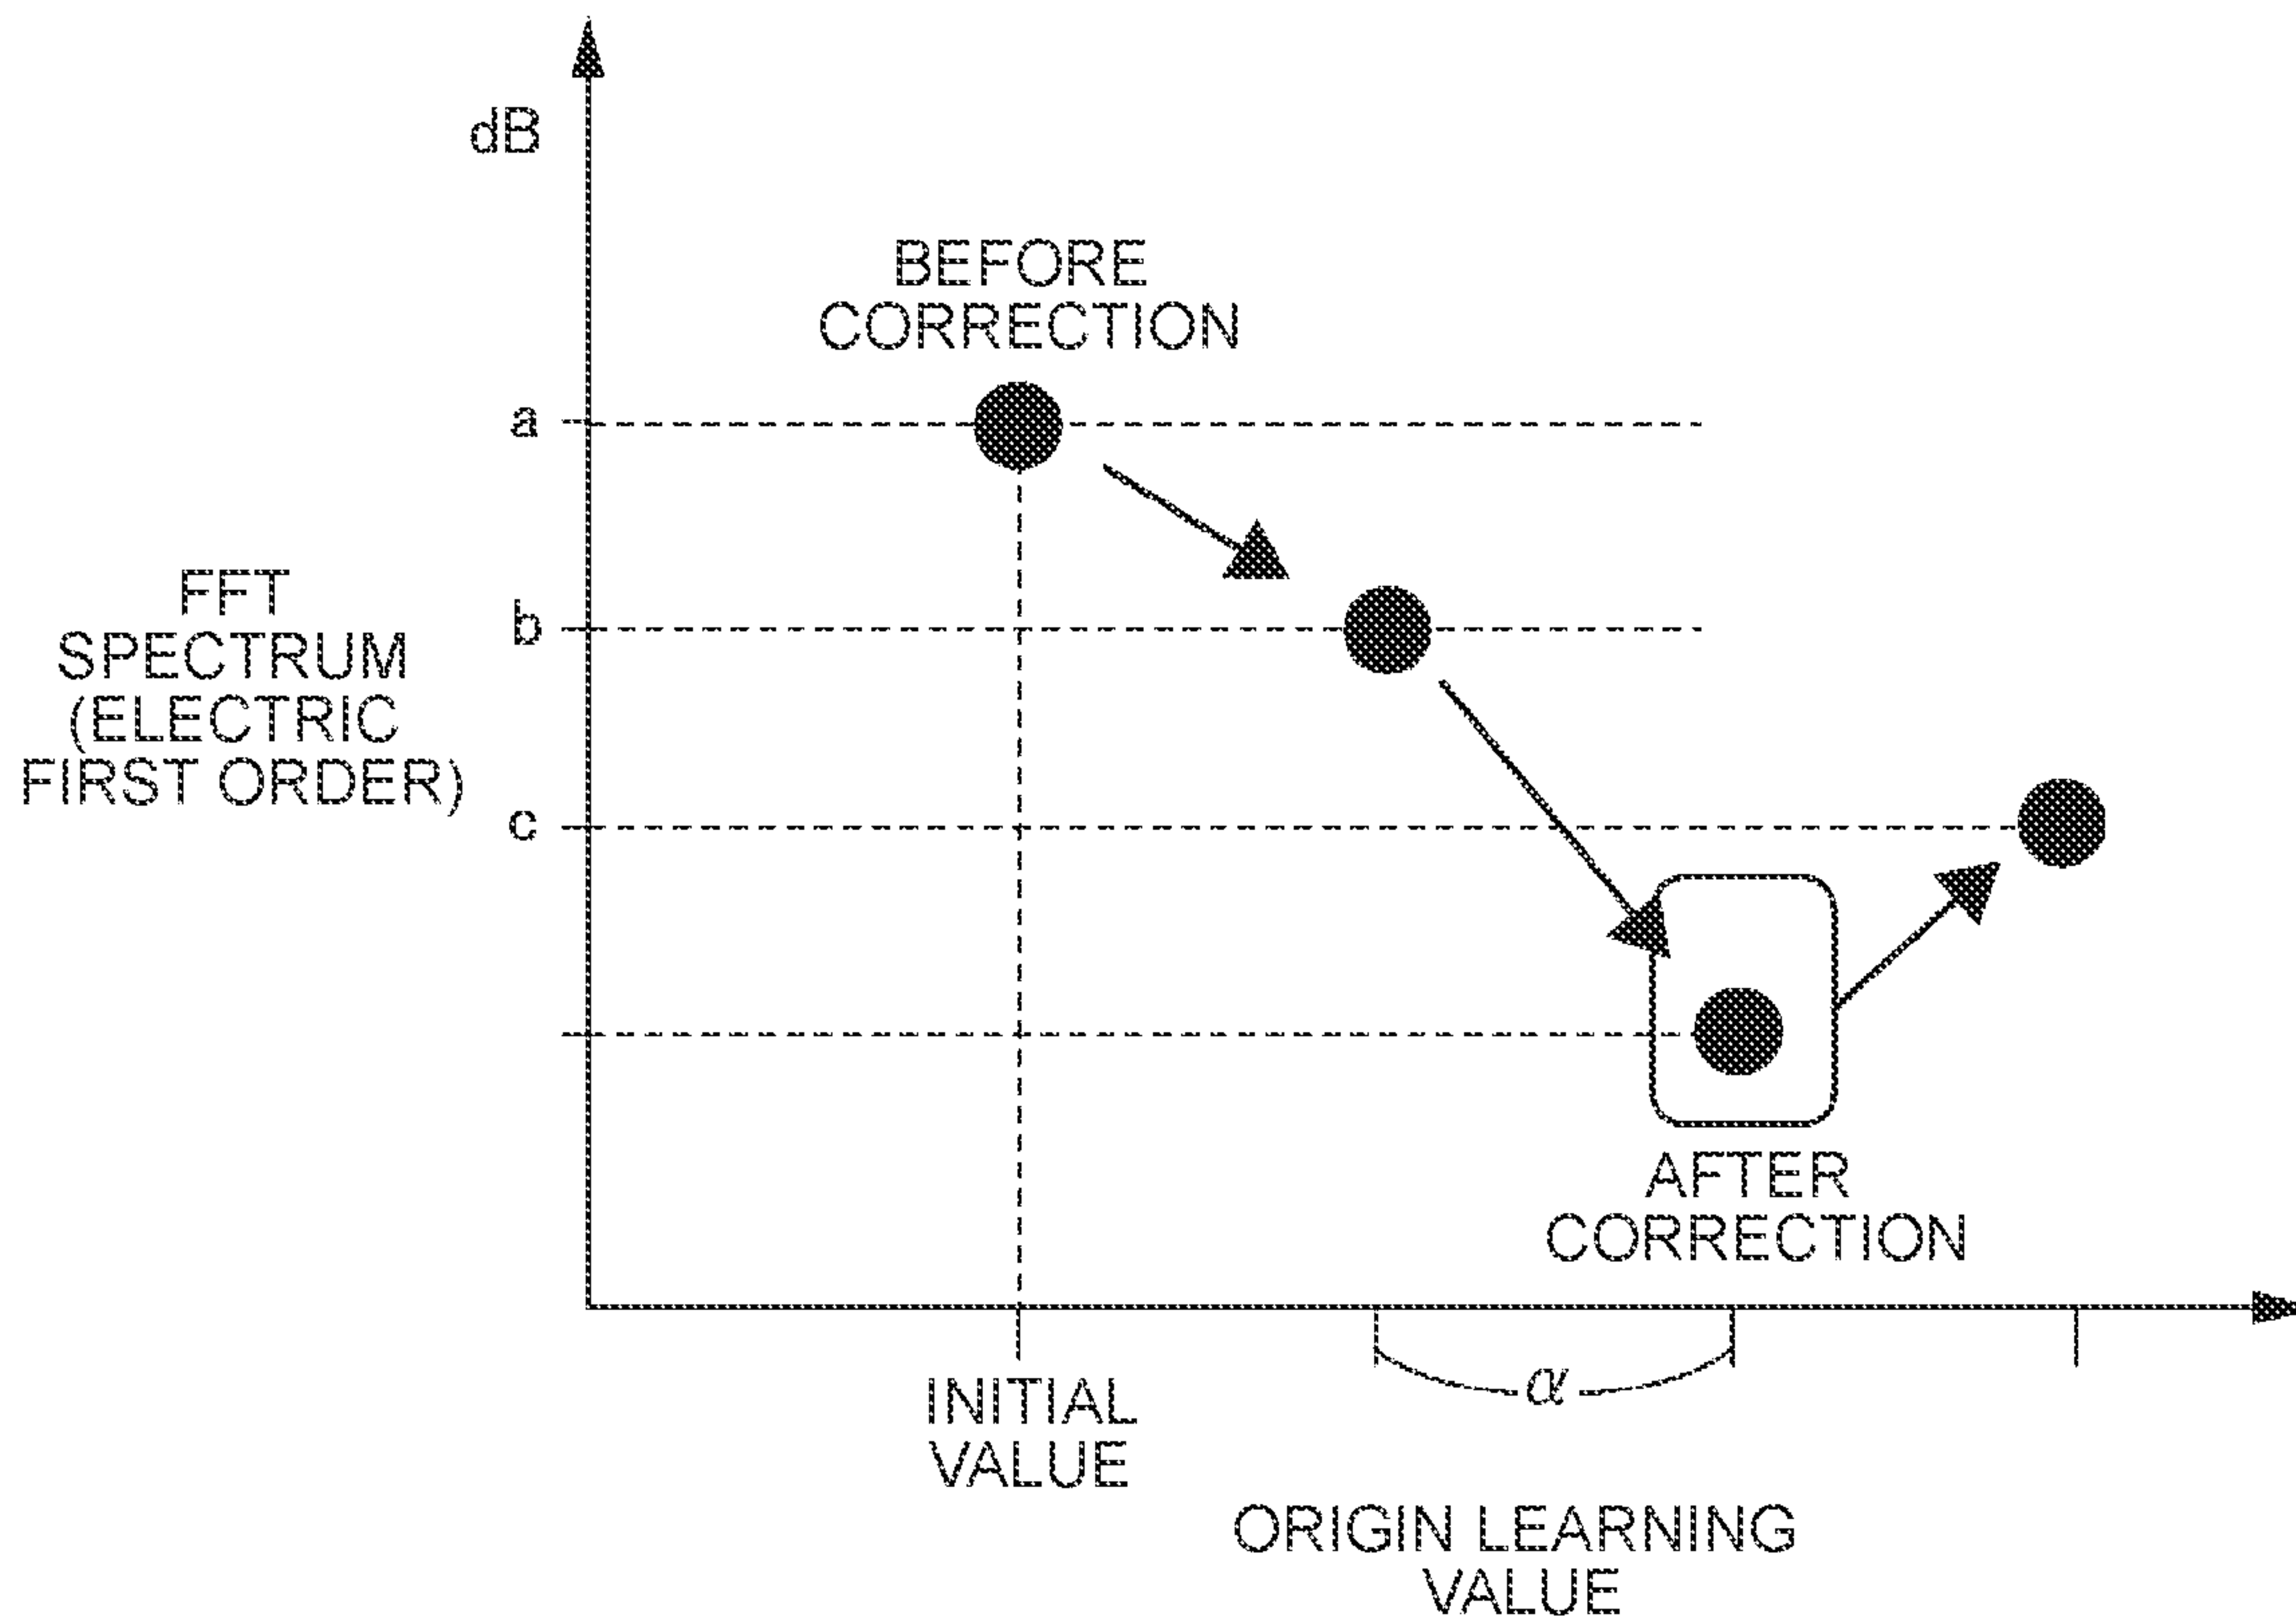 dB
BEFORE
CORRECTION
a
b
FFT
SPECTRUM
(ELECTRIC
FIRST ORDER)
c
AFTER
CORRECTION
α
INITIAL
VALUE
ORIGIN LEARNING
VALUE